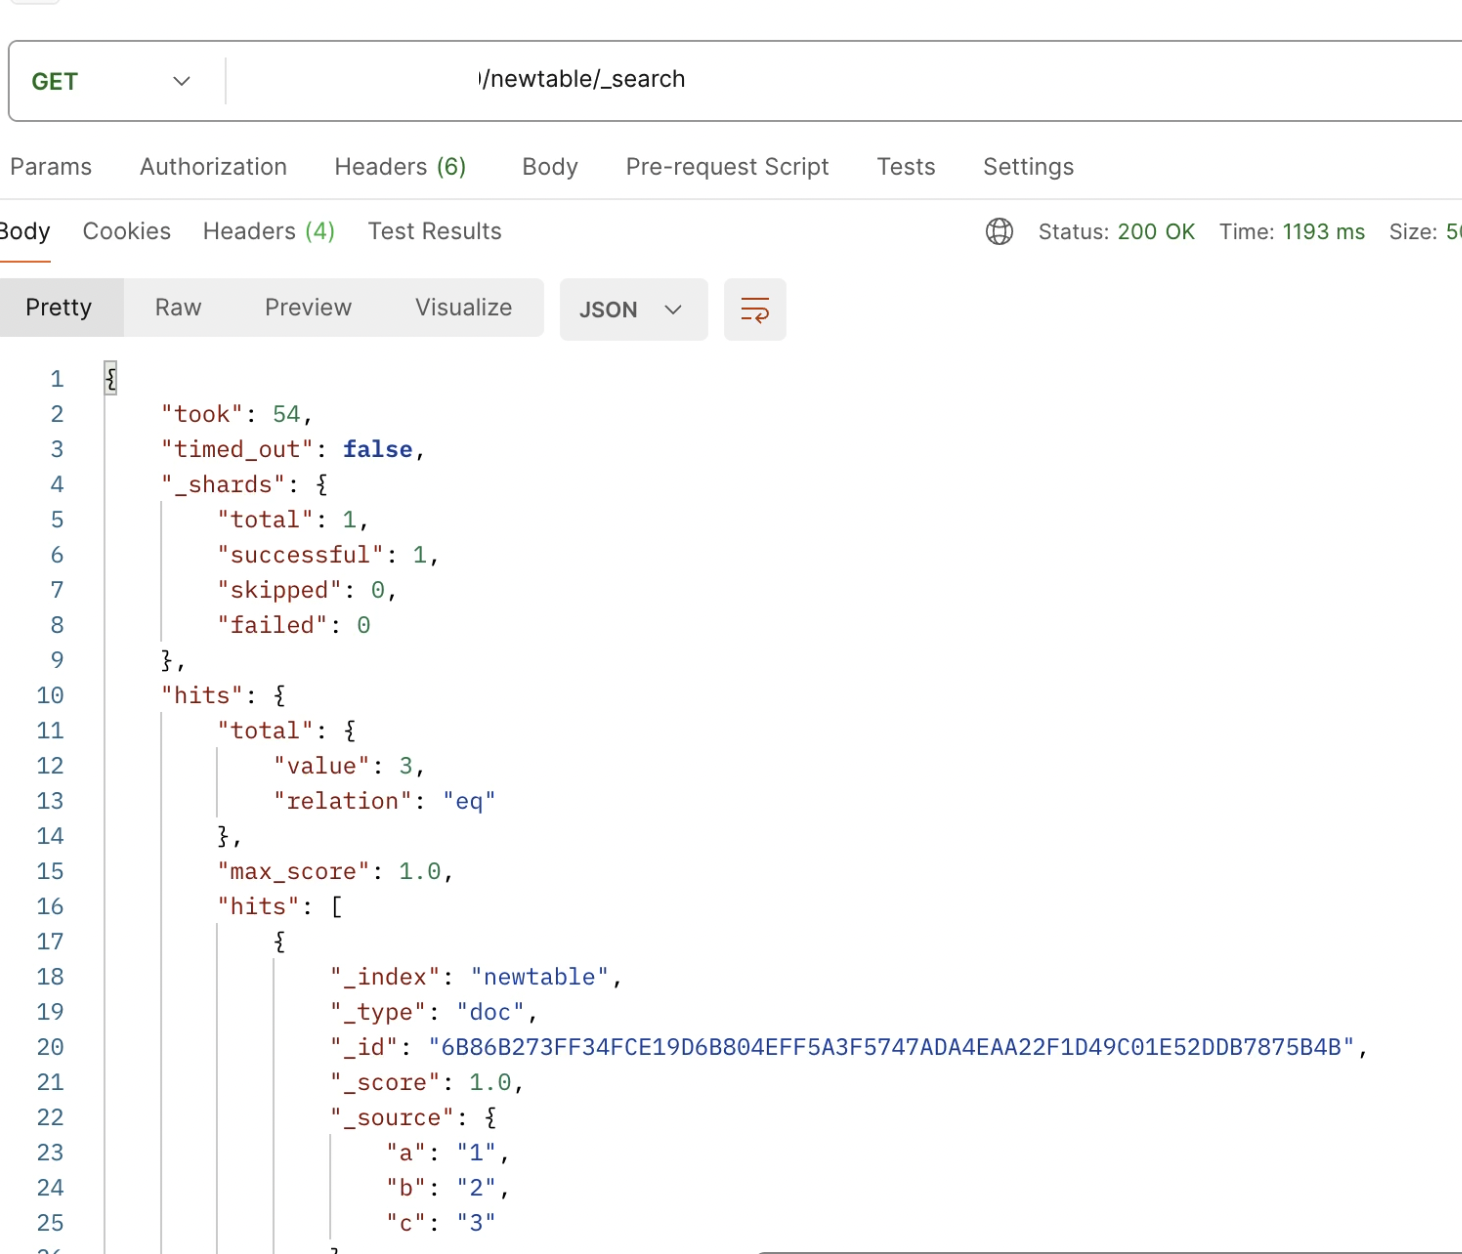 GET /newtable/_search
Params Authorization Headers (6) Body Pre-request Script Tests Settings
Body Cookies Headers (4) Test Results Status: 200 OK Time: 1193 ms Size:
Pretty Raw Preview Visualize JSON
1 {
2 "took": 54,
3 "timed_out": false,
4 "_shards": {
5 "total": 1,
6 "successful": 1,
7 "skipped": 0,
8 "failed": 0
9 },
10 "hits": {
11 "total": {
12 "value": 3,
13 "relation": "eq"
14 },
15 "max_score": 1.0,
16 "hits": [
17 {
18 "_index": "newtable",
19 "_type": "doc",
20 "_id": "6B86B273FF34FCE19D6B804EFF5A3F5747ADA4EAA22F1D49C01E52DDB7875B4B",
21 "_score": 1.0,
22 "_source": {
23 "a": "1",
24 "b": "2",
25 "c": "3"